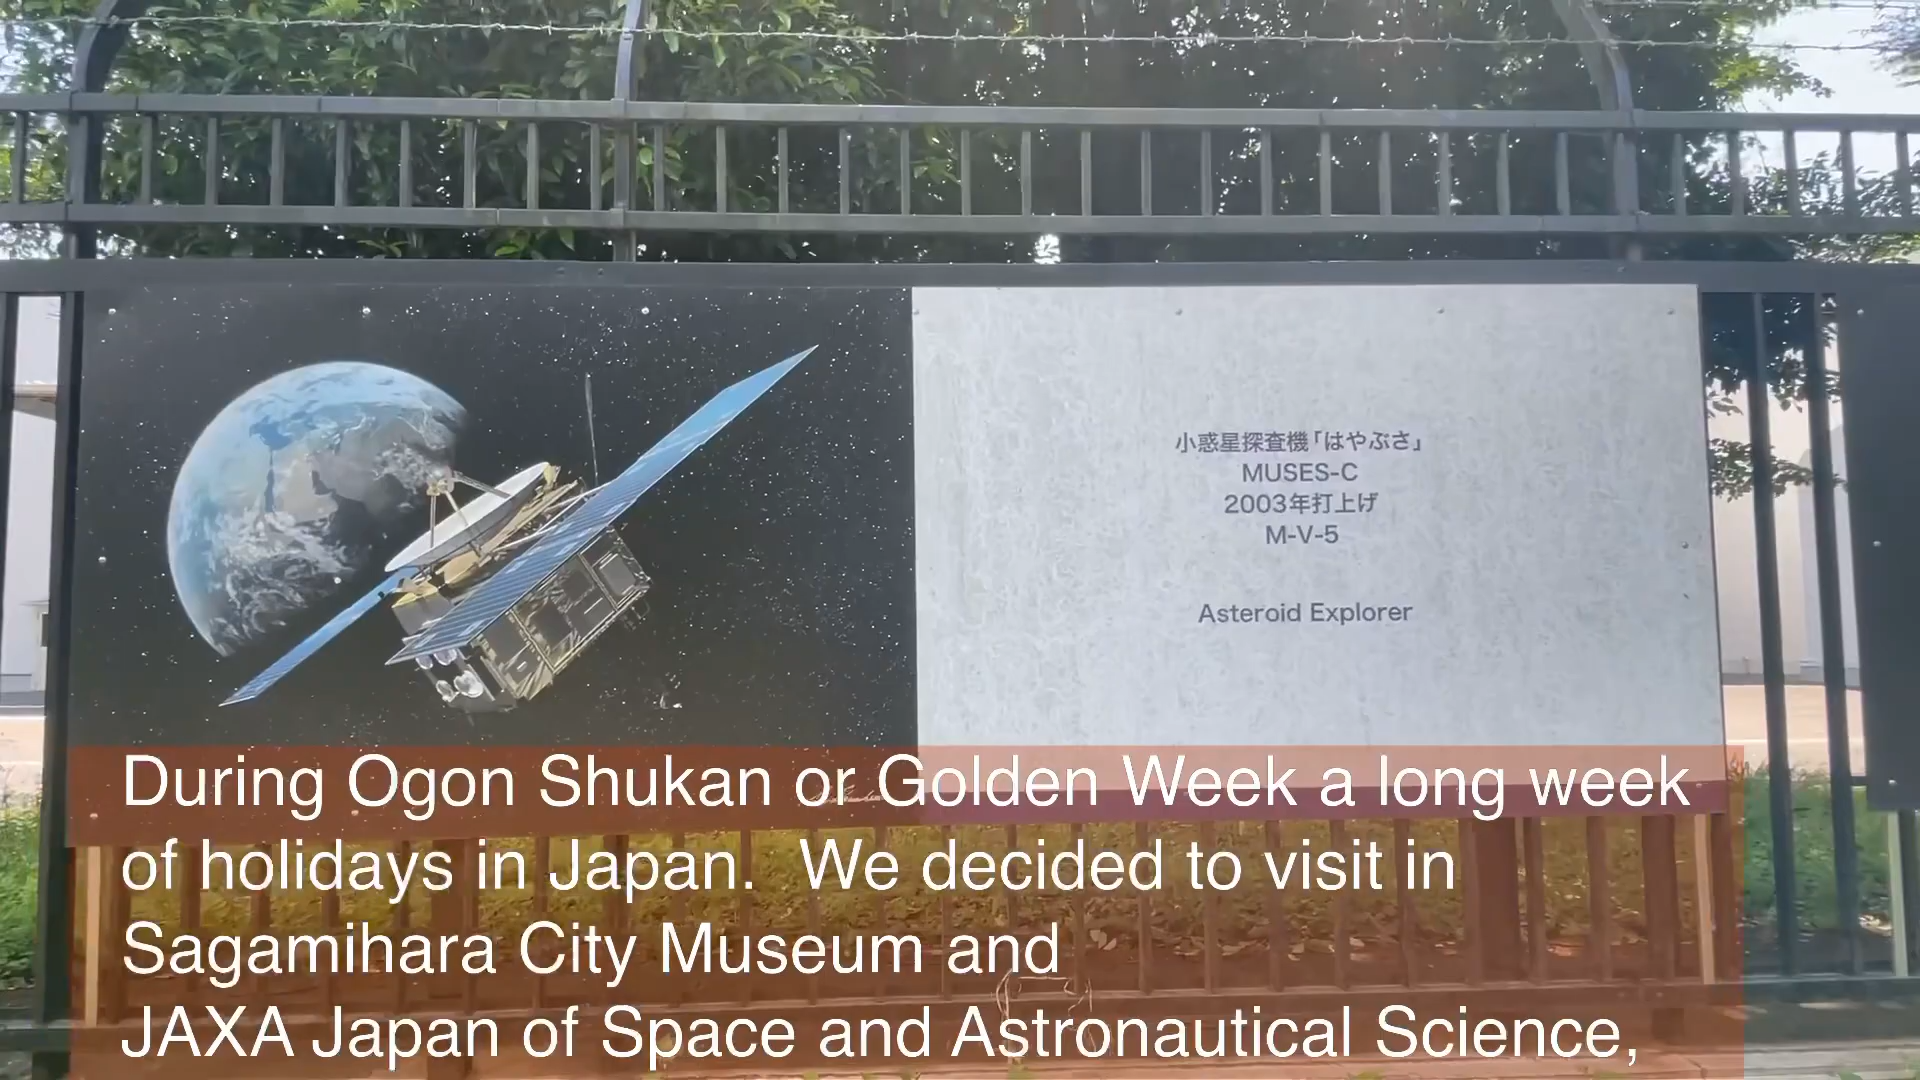 小惑星探査機「はやぶさ」
MUSES-C
2003年打上げ
M-V-5
Asteroid Explorer
During Ogon Shukan or Golden Week a long week
of holidays in Japan.  We decided to visit in
Sagamihara City Museum and
JAXA Japan of Space and Astronautical Science,